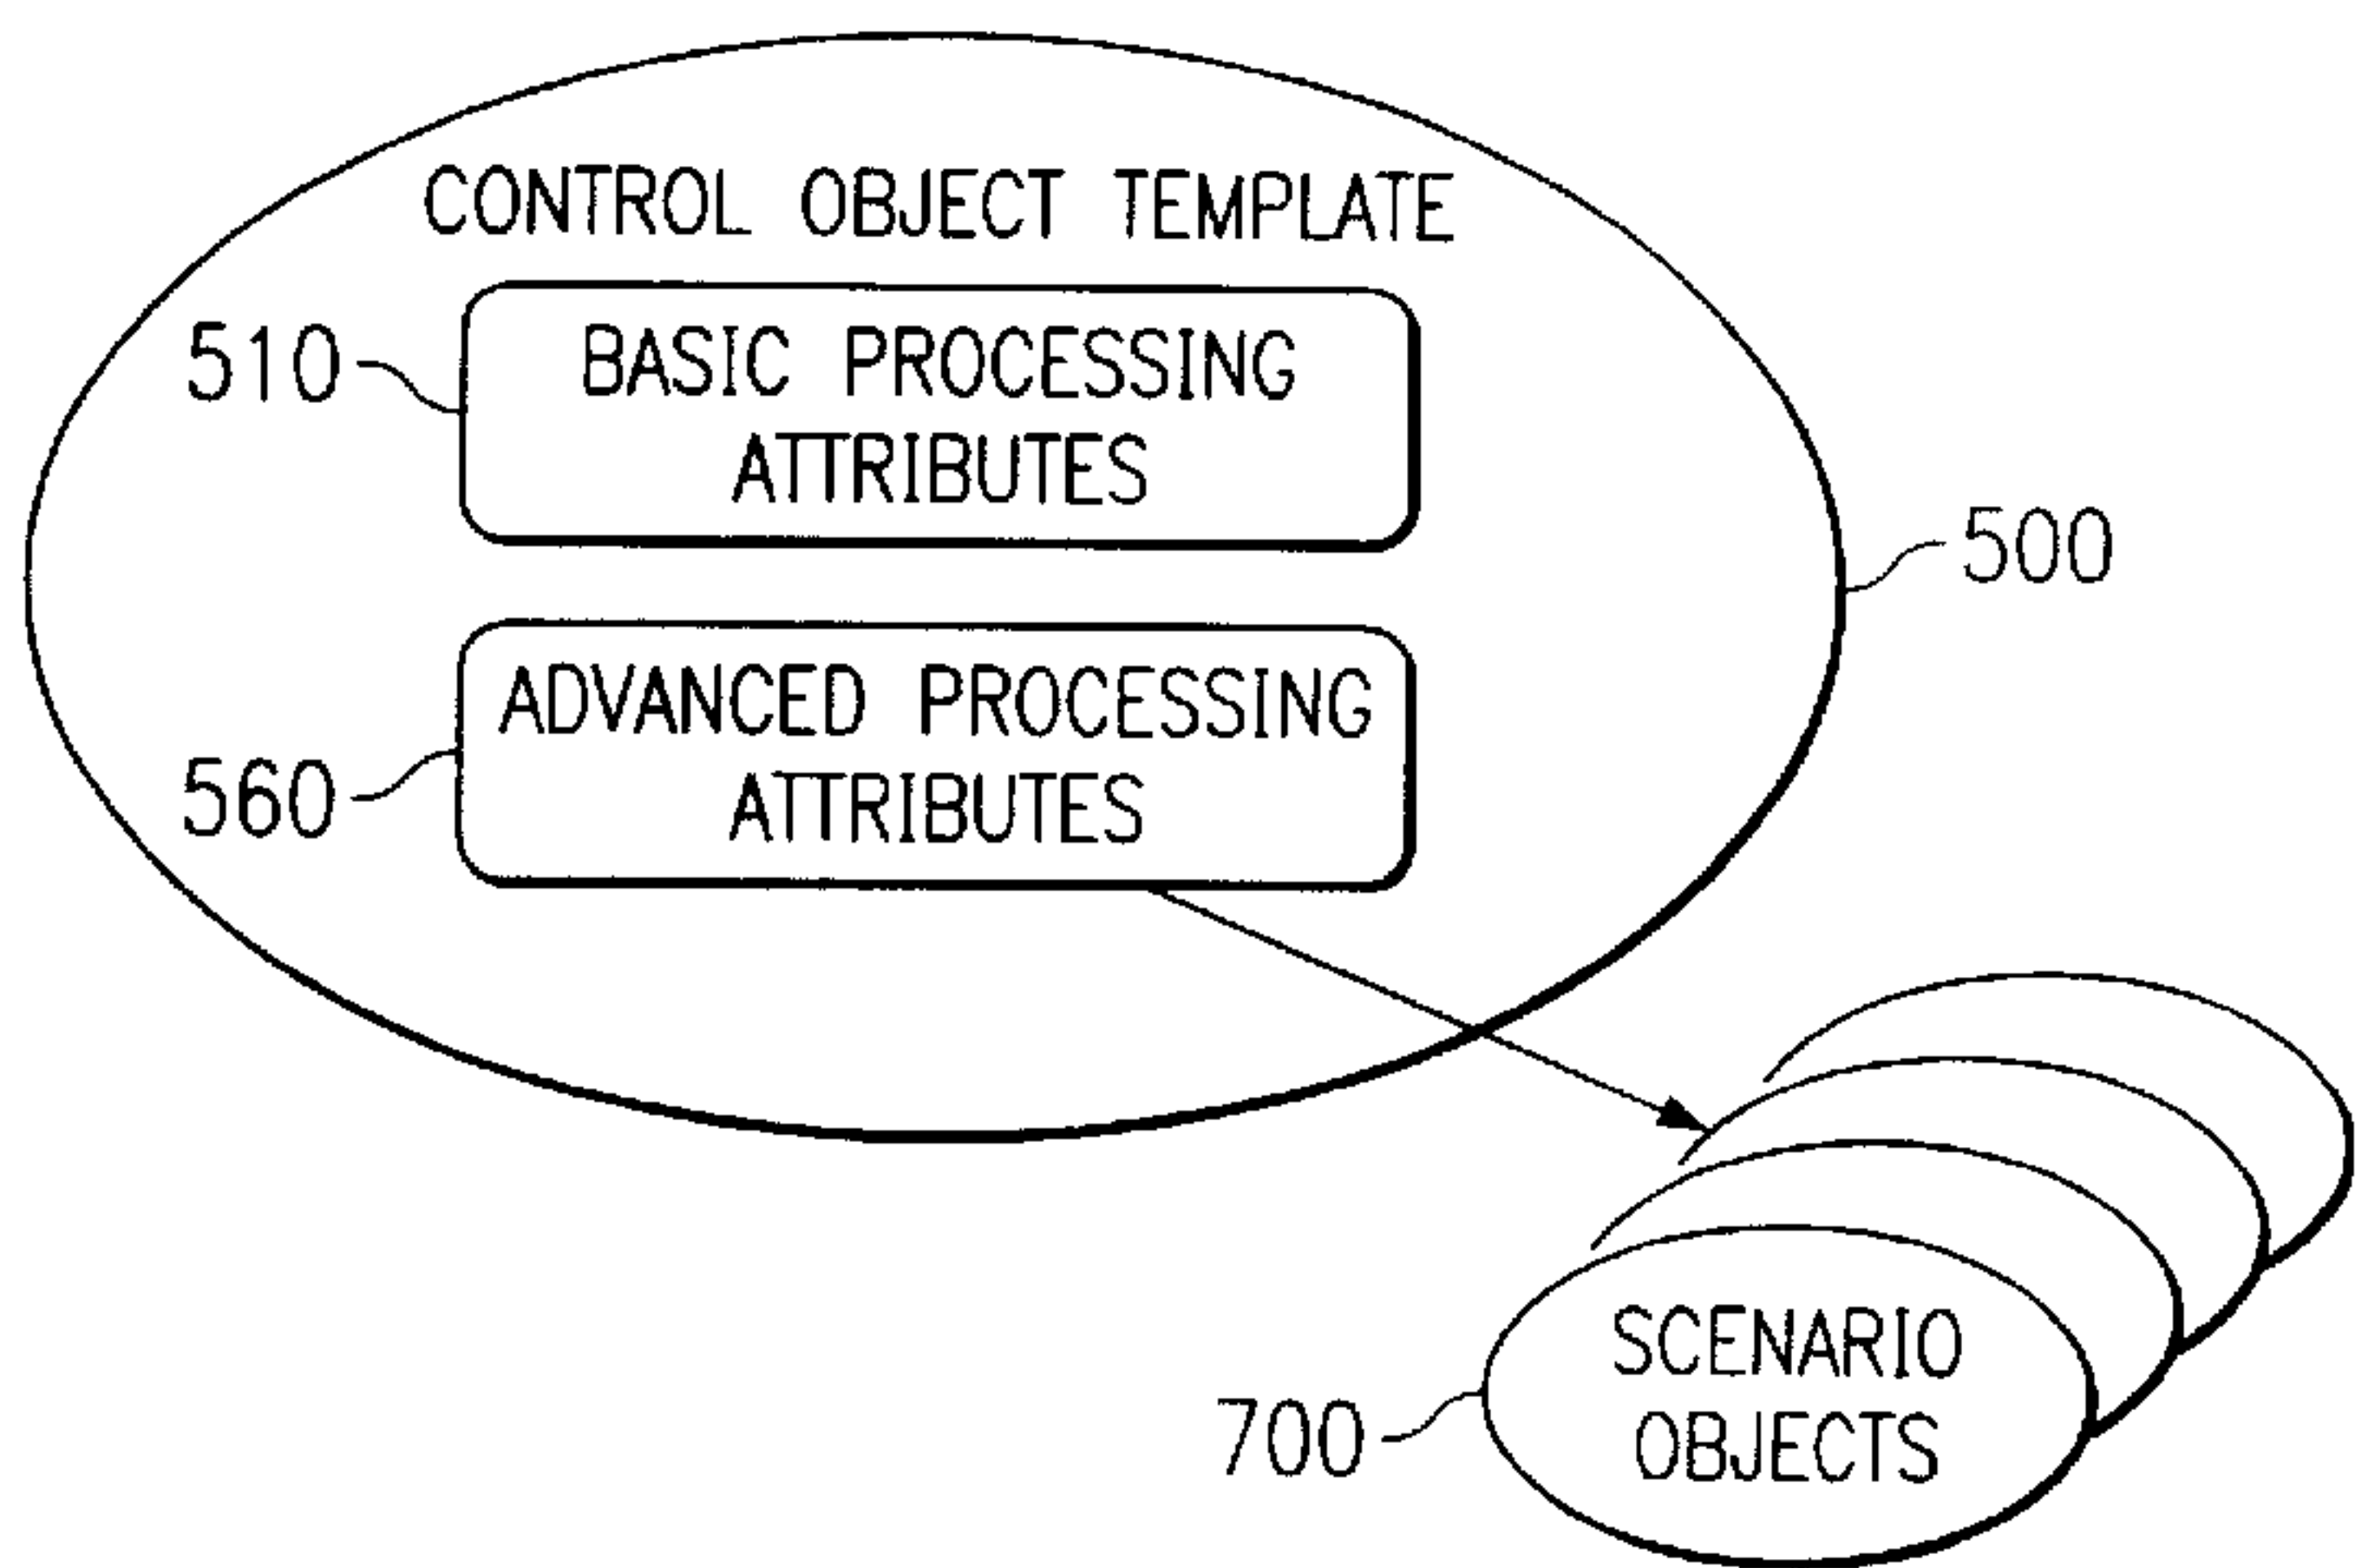 CONTROL OBJECT TEMPLATE
510
BASIC PROCESSING
ATTRIBUTES
500
ADVANCED PROCESSING
ATTRIBUTES
560
SCENARIO
OBJECTS
700